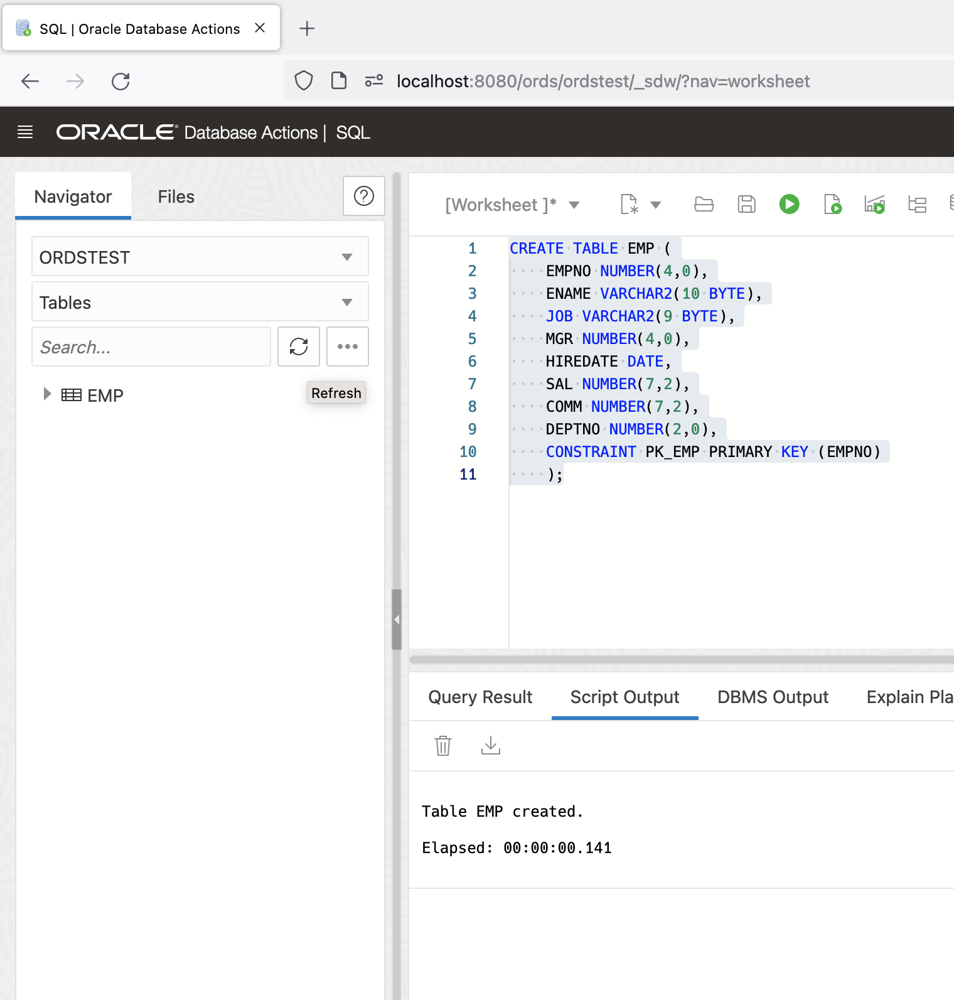 SQL | Oracle Database Actions
localhost:8080/ords/ordstest/_sdw/?nav=worksheet
ORACLE® Database Actions | SQL
Navigator Files
ORDSTEST
Tables
Search...
EMP
Refresh
[Worksheet ]*
1 CREATE TABLE EMP (
2     EMPNO NUMBER(4,0),
3     ENAME VARCHAR2(10 BYTE),
4     JOB VARCHAR2(9 BYTE),
5     MGR NUMBER(4,0),
6     HIREDATE DATE,
7     SAL NUMBER(7,2),
8     COMM NUMBER(7,2),
9     DEPTNO NUMBER(2,0),
10     CONSTRAINT PK_EMP PRIMARY KEY (EMPNO)
11     );
Query Result Script Output DBMS Output Explain Pla
Table EMP created.
Elapsed: 00:00:00.141